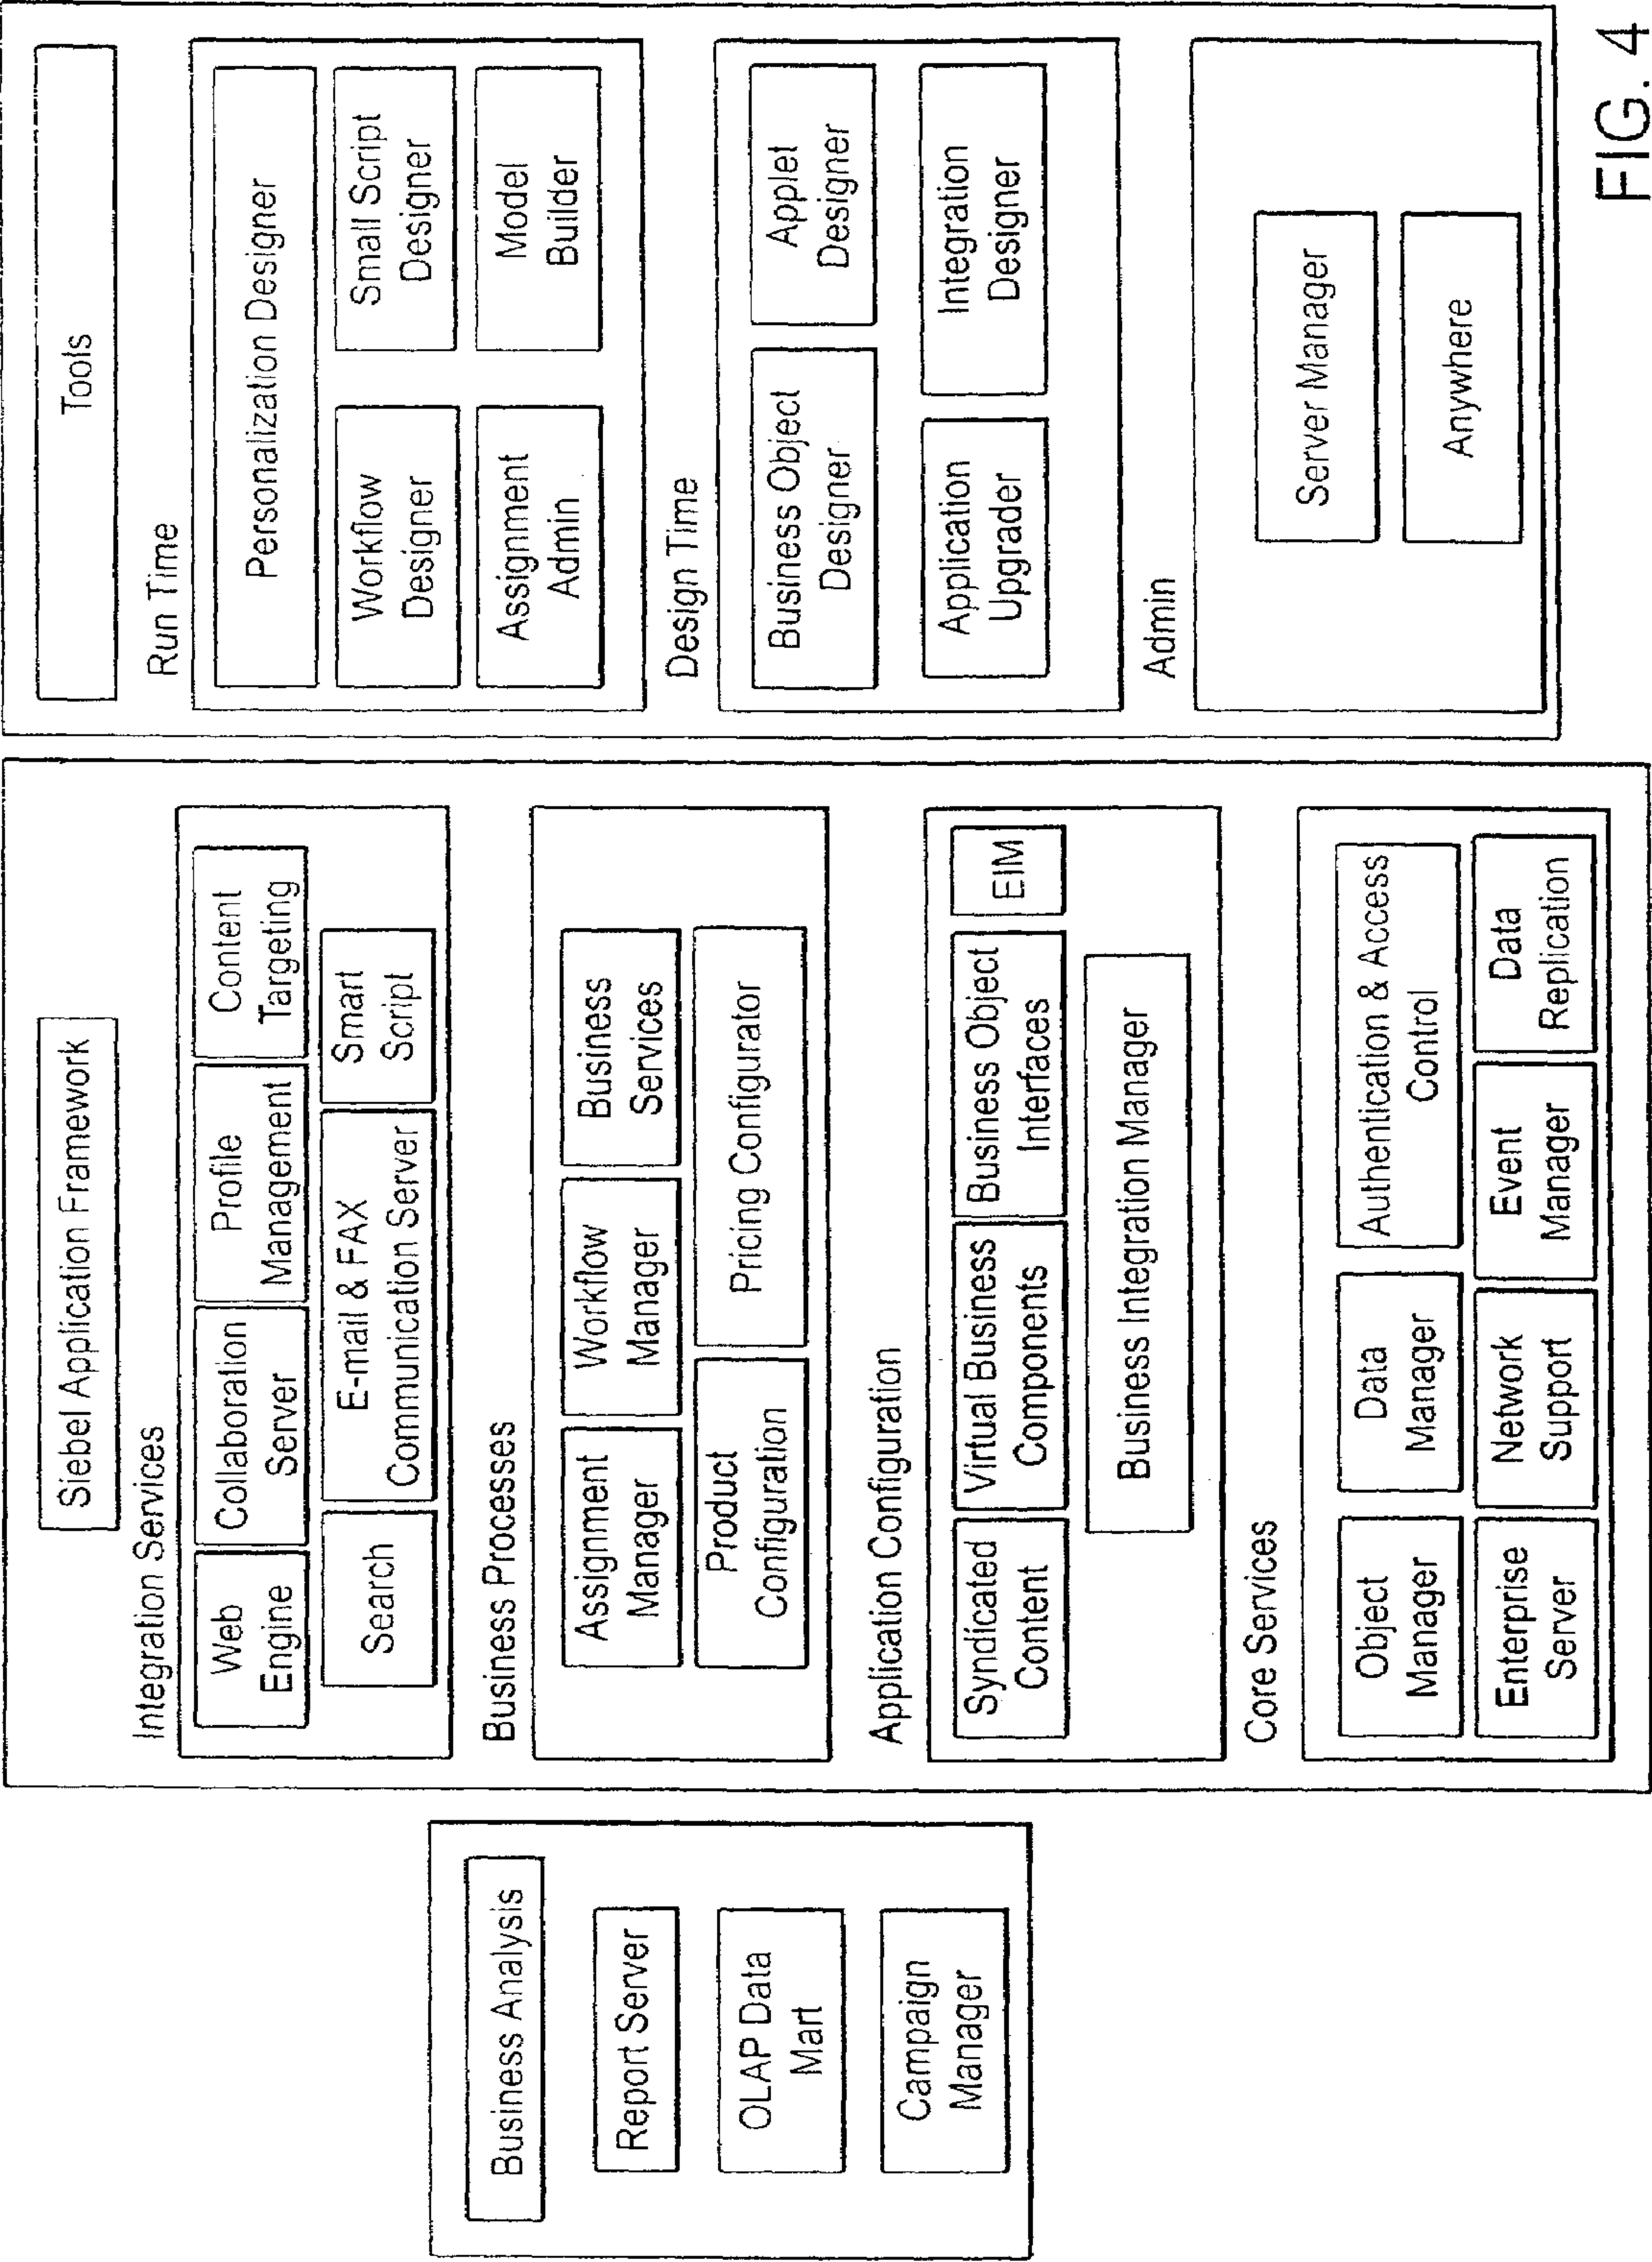 Business Analysis
Report Server
OLAP Data
Mart
Campaign
Manager
Siebel Application Framework
Integration Services
Web
Engine
Collaboration
Server
Profile
Management
Content
Targeting
Search
E-mail & FAX
Communication Server
Smart
Script
Business Processes
Assignment
Manager
Workflow
Manager
Business
Services
Product
Configuration
Pricing Configurator
Application Configuration
Syndicated
Content
Virtual Business
Components
Business Object
Interfaces
EIM
Business Integration Manager
Core Services
Object
Manager
Data
Manager
Authentication & Access
Control
Enterprise
Server
Network
Support
Event
Manager
Data
Replication
Tools
Run Time
Personalization Designer
Workflow
Designer
Small Script
Designer
Assignment
Admin
Model
Builder
Design Time
Business Object
Designer
Applet
Designer
Application
Upgrader
Integration
Designer
Admin
Server Manager
Anywhere
FIG. 4